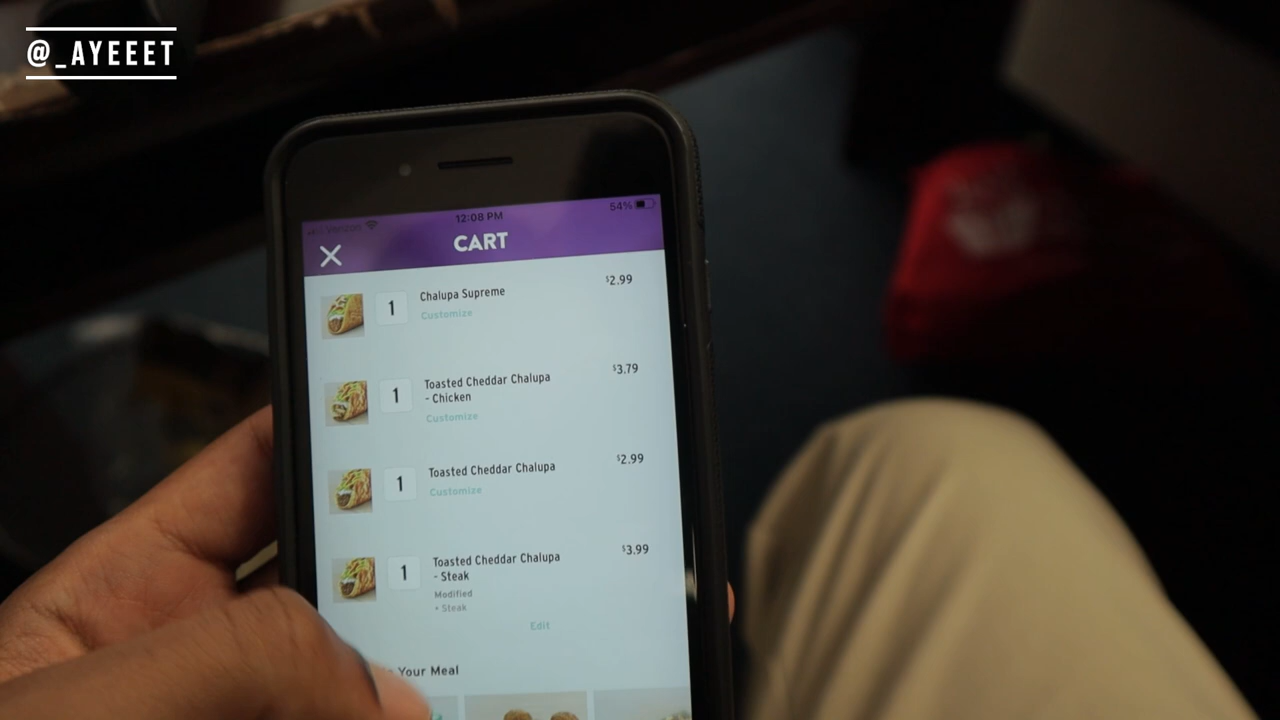 @_AYEEET
Verizon 12:08 PM 54%
CART
1 Chalupa Supreme $2.99
Customize
1 Toasted Cheddar Chalupa $3.79
- Chicken
Customize
1 Toasted Cheddar Chalupa $2.99
Customize
1 Toasted Cheddar Chalupa $3.99
- Steak
Modified
• Steak
Edit
Your Meal